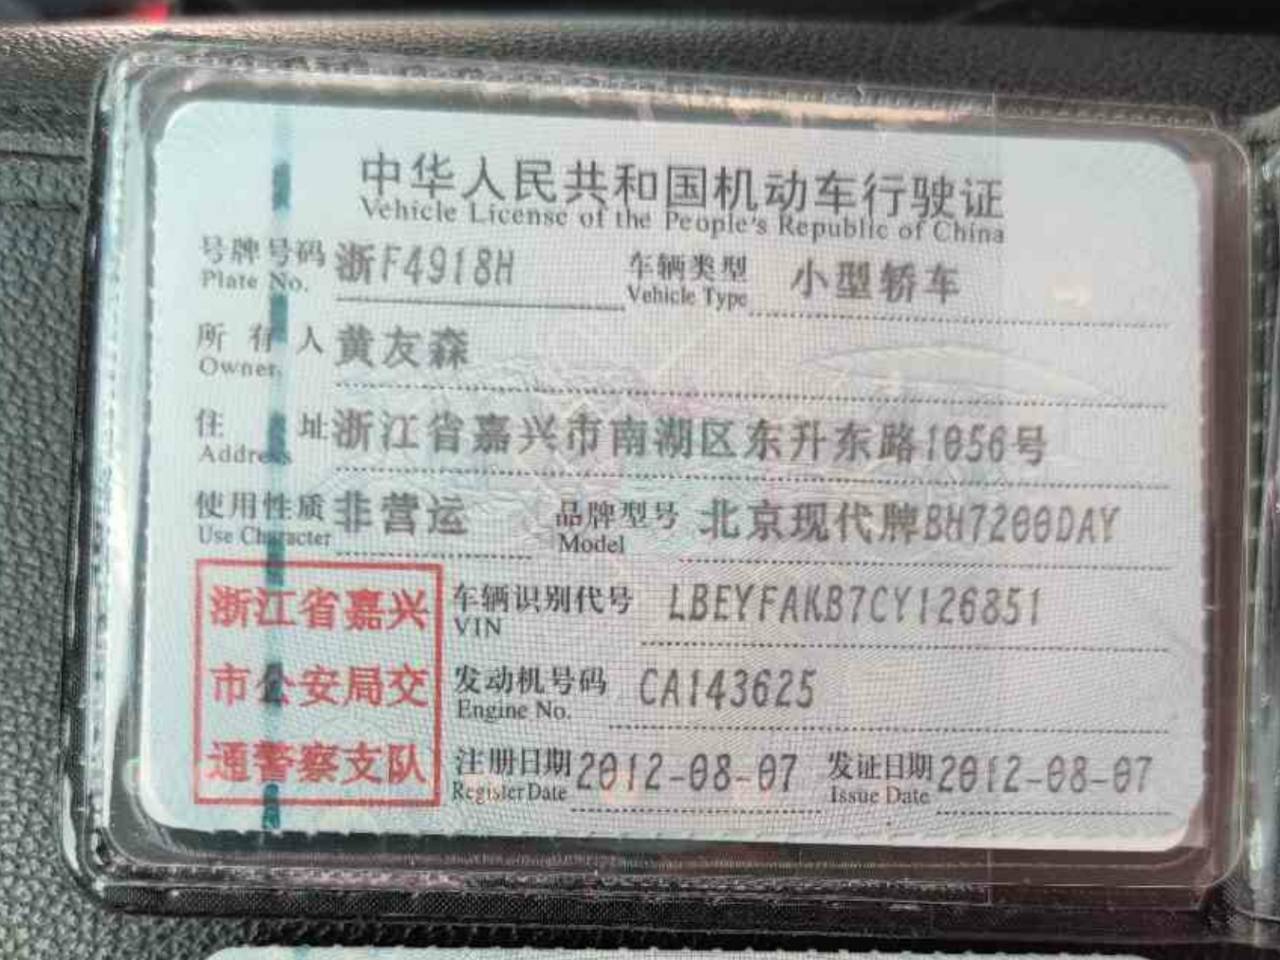 中华人民共和国机动车行驶证
Vehicle License of the People's Republic of China
号牌号码 浙F4918H 车辆类型 小型轿车
Plate No. Vehicle Type
所有人 黄友森
Owner
住址 浙江省嘉兴市南湖区东升东路1056号
Address
使用性质 非营运 品牌型号 北京现代牌BH7200DAY
Use Character Model
浙江省嘉兴 车辆识别代号 LBEYFAKB7CY126851
VIN
市公安局交 发动机号码 CA143625
Engine No.
通警察支队 注册日期 2012-08-07 发证日期 2012-08-07
Register Date Issue Date